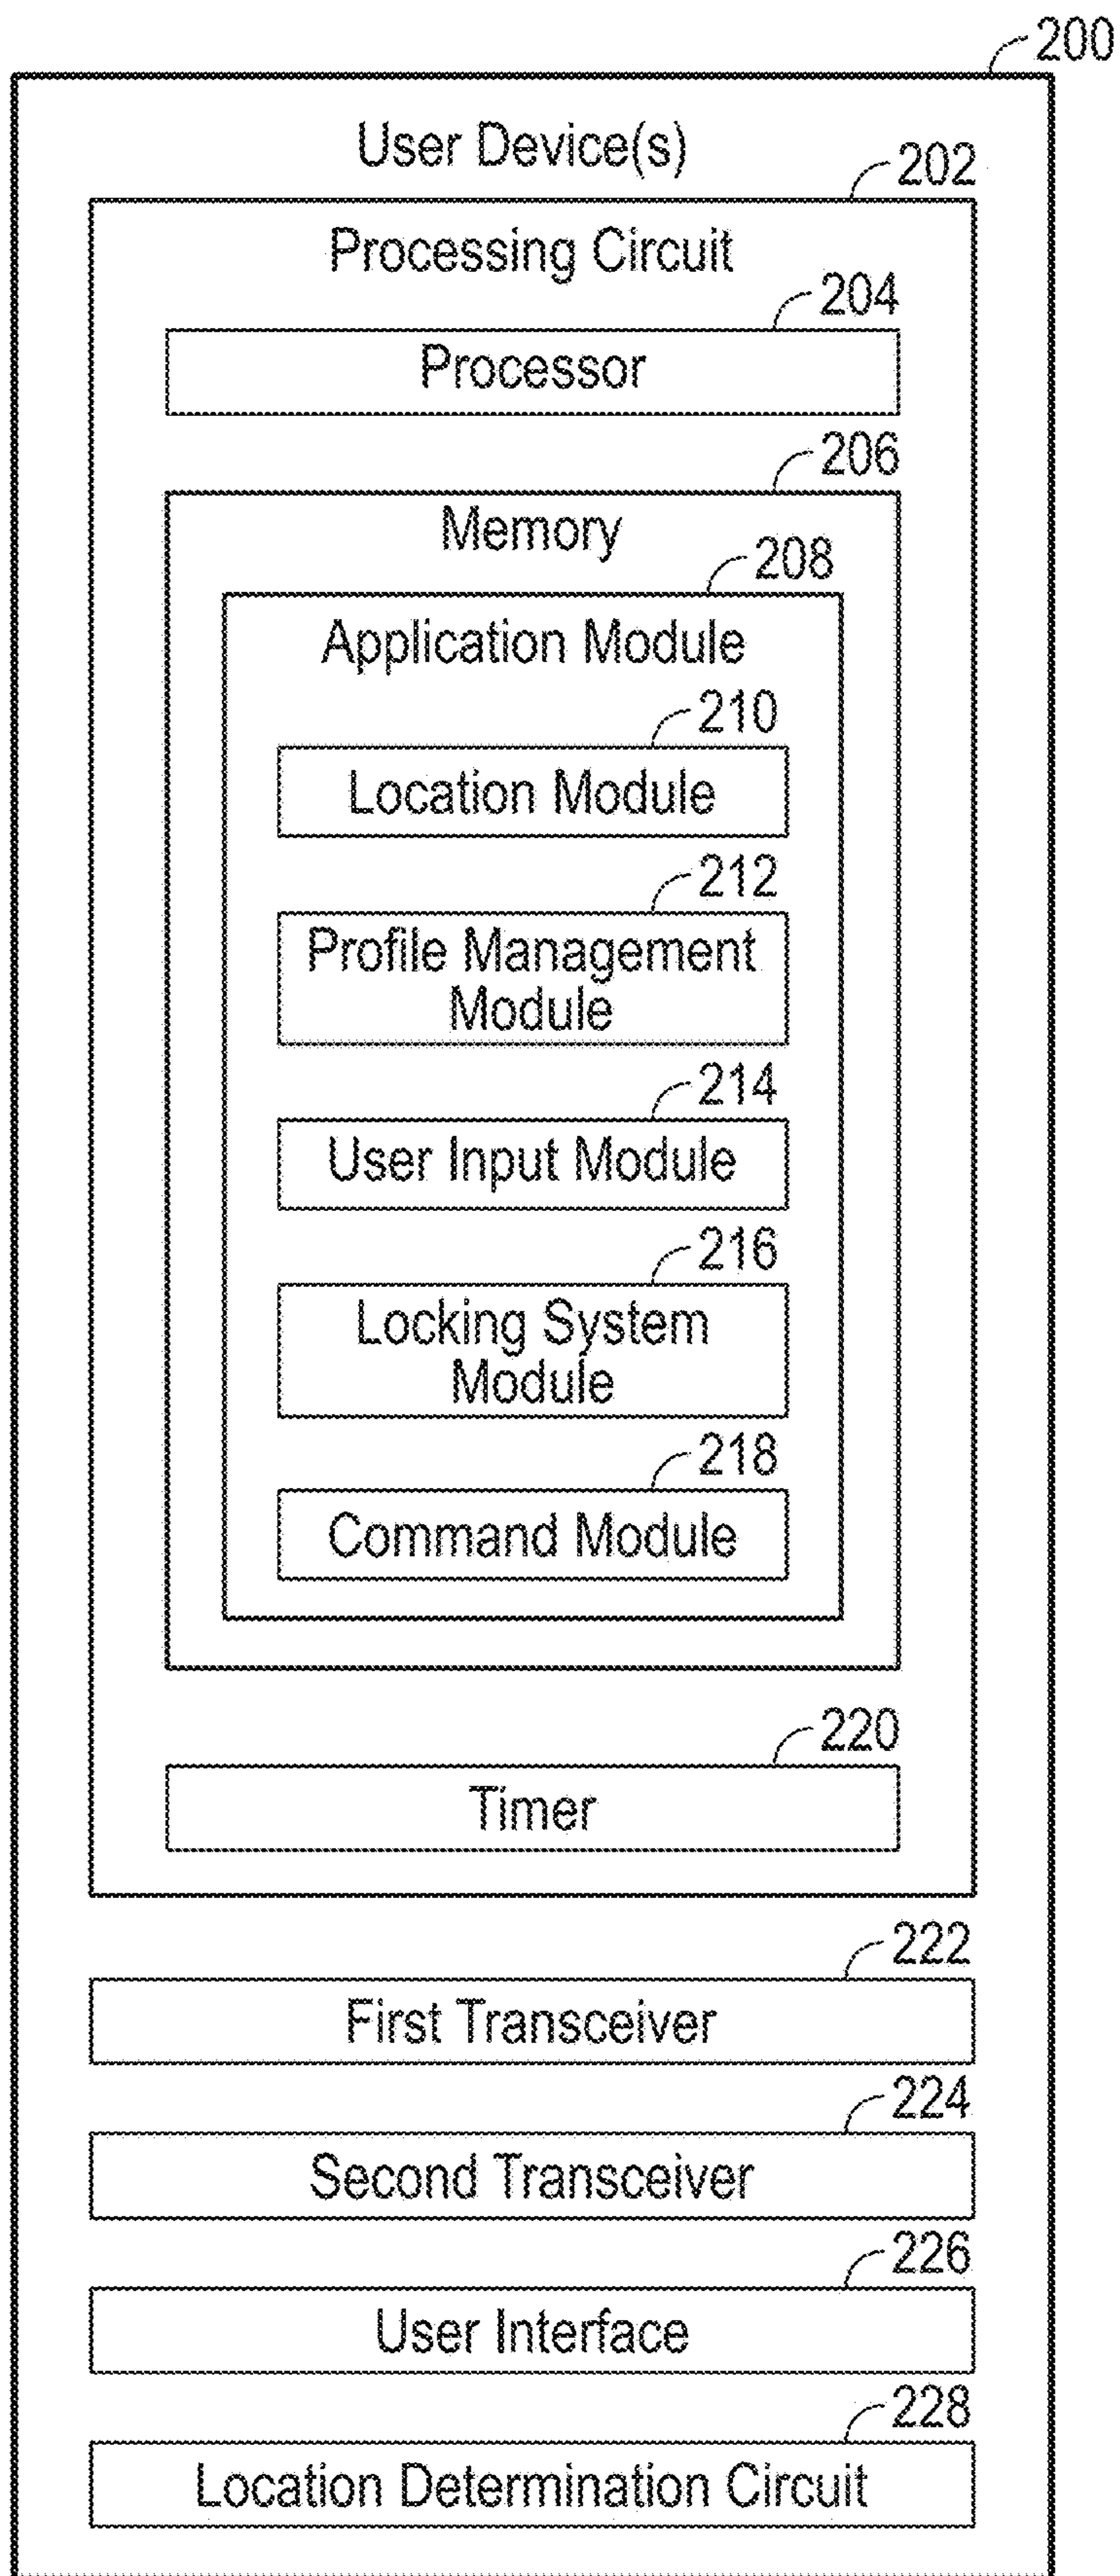 200
User Device(s)
202
Processing Circuit
204
Processor
206
Memory
208
Application Module
210
Location Module
212
Profile Management
Module
214
User Input Module
216
Locking System
Module
218
Command Module
220
Timer
222
First Transceiver
224
Second Transceiver
226
User Interface
228
Location Determination Circuit